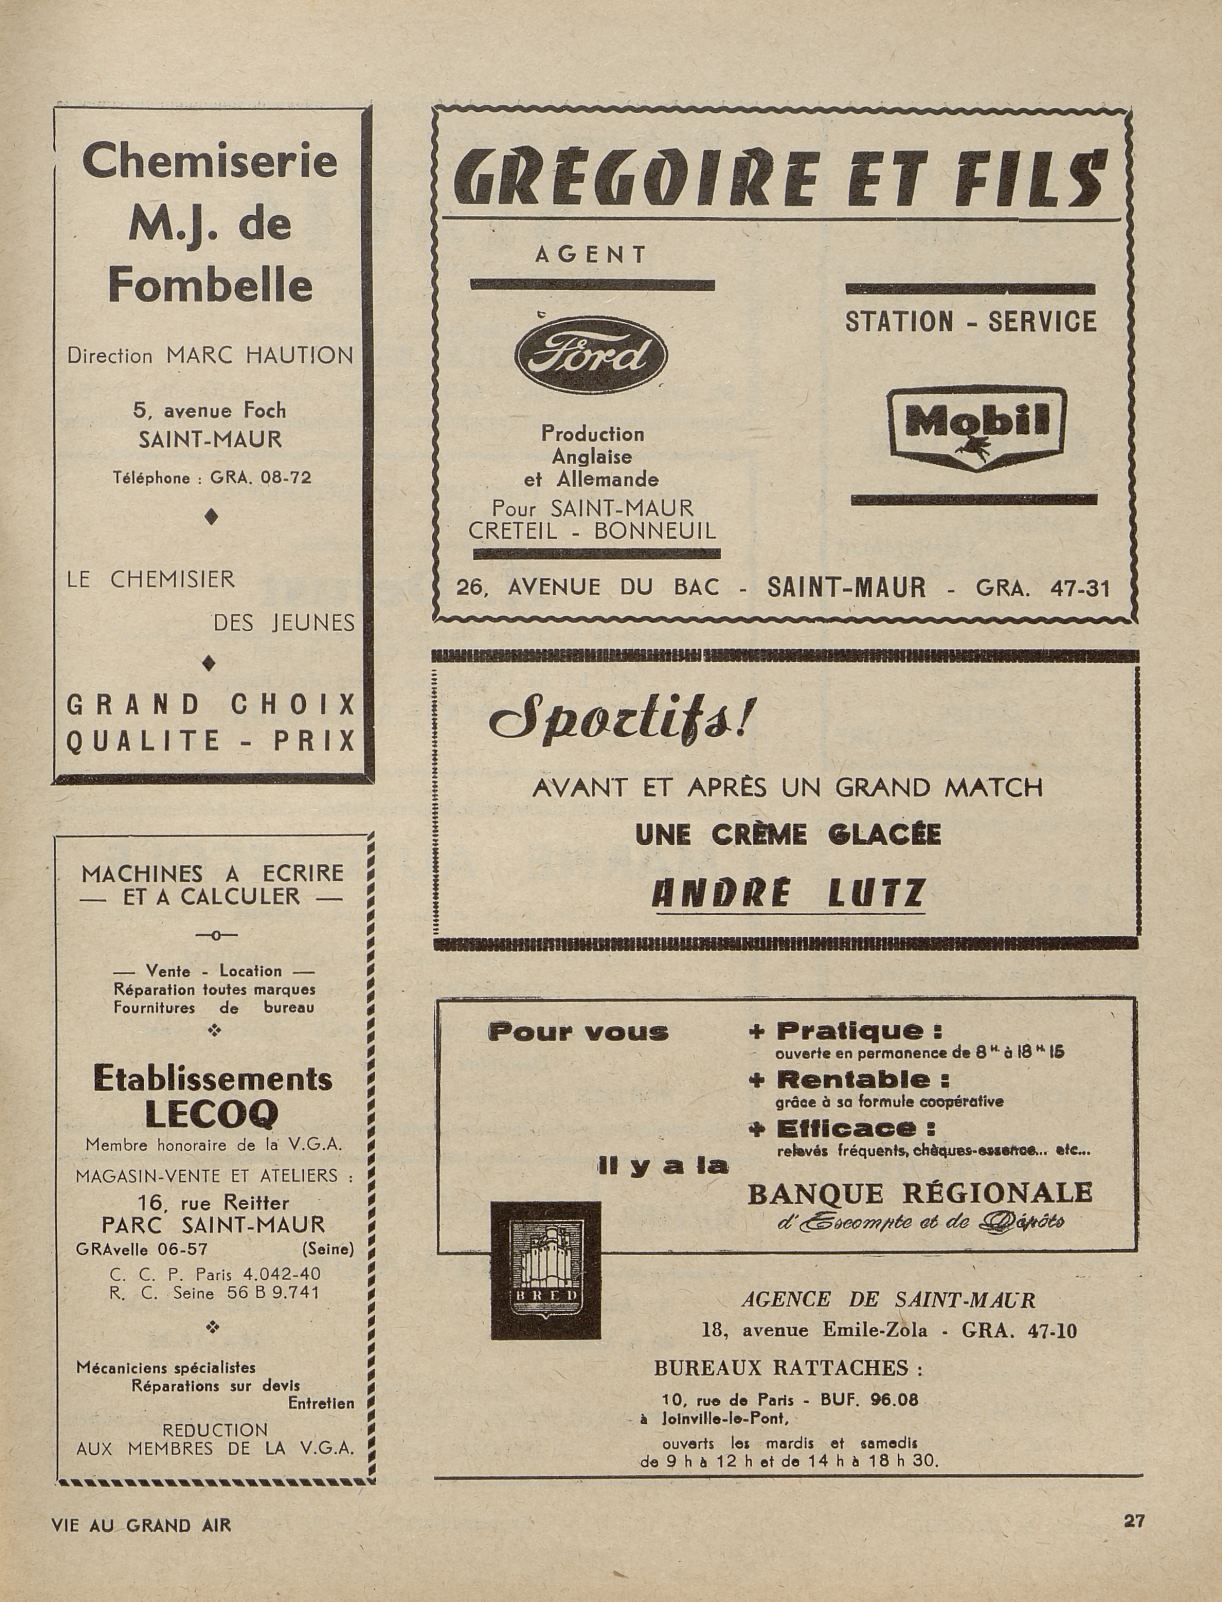 Chemiserie
M.J. de
Fombelle
Direction MARC HAUTION
5, avenue Foch
SAINT-MAUR
Téléphone : GRA. 08-72
LE CHEMISIER
DES JEUNES
GRAND CHOIX
QUALITE - PRIX
MACHINES A ECRIRE
— ET A CALCULER —
— Vente - Location —
Réparation toutes marques
Fournitures de bureau
Etablissements
LECOQ
Membre honoraire de la V.G.A.
MAGASIN-VENTE ET ATELIERS :
16, rue Reitter
PARC SAINT-MAUR
GRAvelle 06-57 (Seine)
C. C. P. Paris 4.042-40
R. C. Seine 56 B 9.741
Mécaniciens spécialistes
Réparations sur devis
Entretien
REDUCTION
AUX MEMBRES DE LA V.G.A.
GRÉGOIRE ET FILS
AGENT
Ford
Production
Anglaise
et Allemande
Pour SAINT-MAUR
CRETEIL - BONNEUIL
STATION - SERVICE
Mobil
26, AVENUE DU BAC - SAINT-MAUR - GRA. 47-31
Sportifs!
AVANT ET APRÈS UN GRAND MATCH
UNE CRÈME GLACÉE
ANDRÉ LUTZ
Pour vous
+ Pratique :
ouverte en permanence de 8 H. à 18 H. 15
+ Rentable :
grâce à sa formule coopérative
+ Efficace :
relevés fréquents, chèques-essence... etc...
Il y a la
BANQUE RÉGIONALE
d'Escompte et de Dépôts
BRED
AGENCE DE SAINT-MAUR
18, avenue Emile-Zola - GRA. 47-10
BUREAUX RATTACHES :
10, rue de Paris - BUF. 96.08
à Joinville-le-Pont,
ouverts les mardis et samedis
de 9 h à 12 h et de 14 h à 18 h 30.
VIE AU GRAND AIR
27